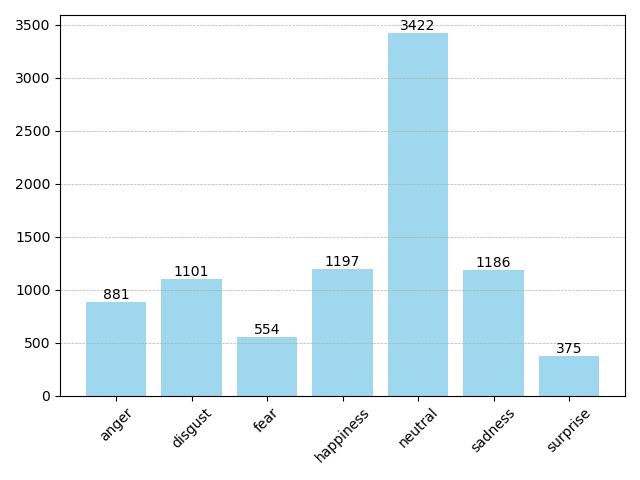 3500
3000
2500
2000
1500
1000
500
0
881
1101
554
1197
3422
1186
375
anger
disgust
fear
happiness
neutral
sadness
surprise